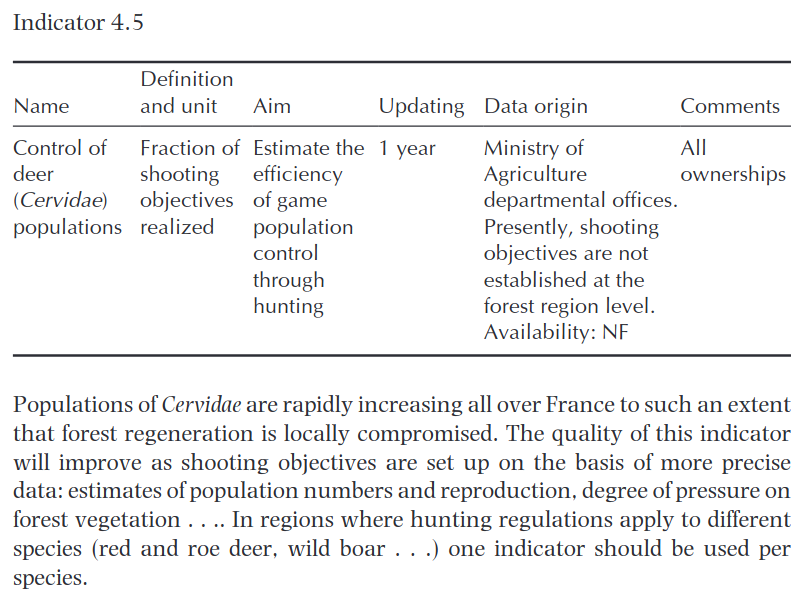 Indicator 4.5
Name Definition and unit Aim Updating Data origin Comments
Control of Fraction of Estimate the 1 year Ministry of All
deer shooting efficiency Agriculture ownerships
(Cervidae) objectives of game departmental offices.
populations realized population Presently, shooting
control objectives are not
through established at the
hunting forest region level.
Availability: NF
Populations of Cervidae are rapidly increasing all over France to such an extent
that forest regeneration is locally compromised. The quality of this indicator
will improve as shooting objectives are set up on the basis of more precise
data: estimates of population numbers and reproduction, degree of pressure on
forest vegetation . . .. In regions where hunting regulations apply to different
species (red and roe deer, wild boar . . .) one indicator should be used per
species.